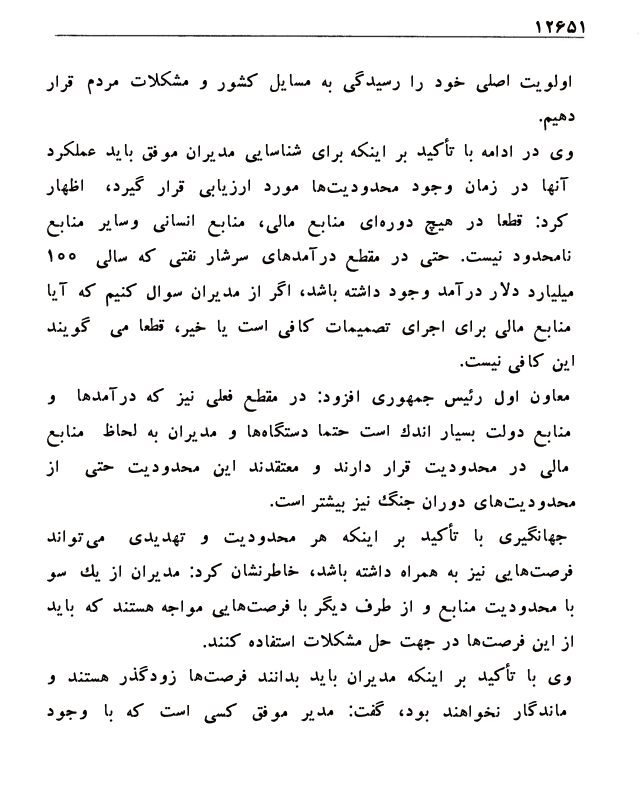 ۱۲۶۵۱
اولویت اصلی خود را رسیدگی به مسایل کشور و مشکلات مردم قرار
دهیم.
وی در ادامه با تأکید بر اینکه برای شناسایی مدیران موفق باید عملکرد
آنها در زمان وجود محدودیت‌ها مورد ارزیابی قرار گیرد، اظهار
کرد: قطعا در هیچ دوره‌ای منابع مالی، منابع انسانی وسایر منابع
نامحدود نیست. حتی در مقطع درآمدهای سرشار نفتی که سالی ۱۰۰
میلیارد دلار درآمد وجود داشته باشد، اگر از مدیران سوال کنیم که آیا
منابع مالی برای اجرای تصمیمات کافی است یا خیر، قطعا می گویند
این کافی نیست.
معاون اول رئیس جمهوری افزود: در مقطع فعلی نیز که درآمدها و
منابع دولت بسیار اندك است حتما دستگاه‌ها و مدیران به لحاظ منابع
مالی در محدودیت قرار دارند و معتقدند این محدودیت حتی از
محدودیت‌های دوران جنگ نیز بیشتر است.
جهانگیری با تأکید بر اینکه هر محدودیت و تهدیدی می‌تواند
فرصت‌هایی نیز به همراه داشته باشد، خاطرنشان کرد: مدیران از یك سو
با محدودیت منابع و از طرف دیگر با فرصت‌هایی مواجه هستند که باید
از این فرصت‌ها در جهت حل مشکلات استفاده کنند.
وی با تأکید بر اینکه مدیران باید بدانند فرصت‌ها زودگذر هستند و
ماندگار نخواهند بود، گفت: مدیر موفق کسی است که با وجود